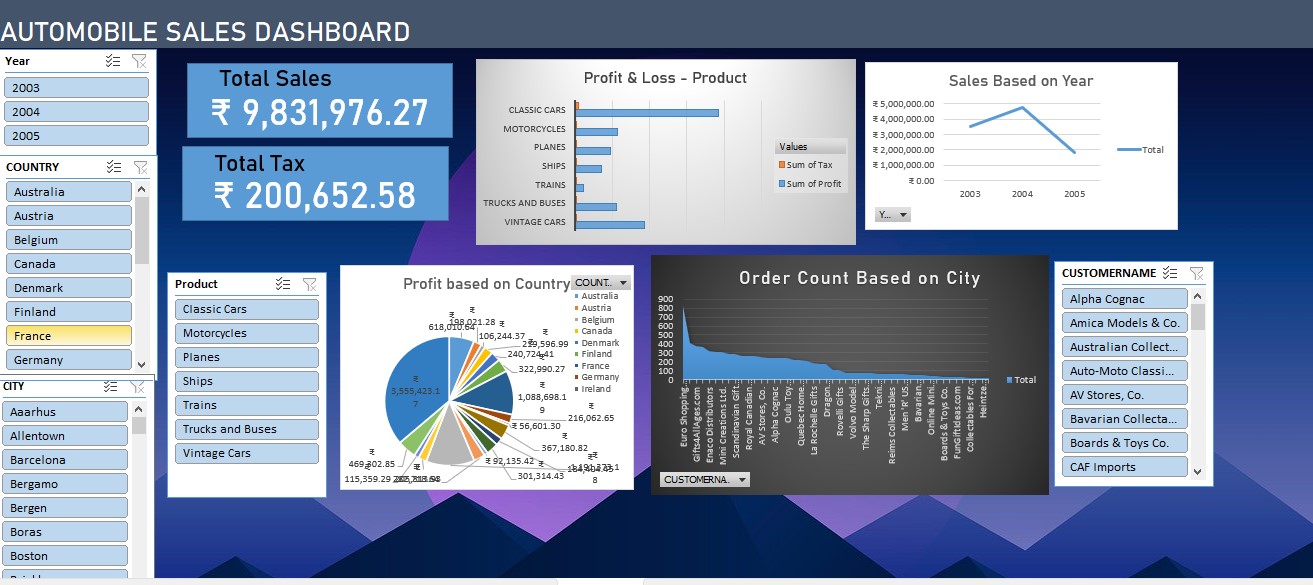 AUTOMOBILE SALES DASHBOARD
Year
2003
2004
2005
COUNTRY
Australia
Austria
Belgium
Canada
Denmark
Finland
France
Germany
CITY
Aaarhus
Allentown
Barcelona
Bergamo
Bergen
Boras
Boston
Total Sales
₹ 9,831,976.27
Total Tax
₹ 200,652.58
Profit & Loss - Product
CLASSIC CARS
MOTORCYCLES
PLANES
SHIPS
TRAINS
TRUCKS AND BUSES
VINTAGE CARS
Values
Sum of Tax
Sum of Profit
Sales Based on Year
₹ 5,000,000.00
₹ 4,000,000.00
₹ 3,000,000.00
₹ 2,000,000.00
₹ 1,000,000.00
₹ 0.00
2003
2004
2005
Total
Y...
Product
Classic Cars
Motorcycles
Planes
Ships
Trains
Trucks and Buses
Vintage Cars
Profit based on Country
COUNT..
Australia
Austria
Belgium
Canada
Denmark
Finland
France
Germany
Ireland
₹
618,010.64
₹
198,021.28
₹
106,244.37
₹
240,724.41
₹
322,990.27
₹
1,088,698.1
9
₹
216,062.65
₹ 56,601.30
₹
367,180.82
₹
301,314.43
₹ 92,135.42
₹
115,359.29
₹
469,302.85
₹
3,555,423.1
7
Order Count Based on City
900
800
700
600
500
400
300
200
100
0
Euro Shopping..
Gifts4AllAges.com
Enaco Distributors
Mini Creations Ltd.
Scandinavian Gift..
Royal Canadian..
AV Stores, Co.
Alpha Cognac
Oulu Toy..
Quebec Home..
La Rochelle Gifts
Dragon..
Rovelli Gifts
Volvo Model..
The Sharp Gifts..
Tekni..
Reims Collectables
Men 'R' US..
Bavarian..
Online Mini..
Boards & Toys Co.
FunGiftIdeas.com
Collectables For..
Heintze..
Total
CUSTOMERNA..
CUSTOMERNAME
Alpha Cognac
Amica Models & Co.
Australian Collect...
Auto-Moto Classi...
AV Stores, Co.
Bavarian Collecta...
Boards & Toys Co.
CAF Imports